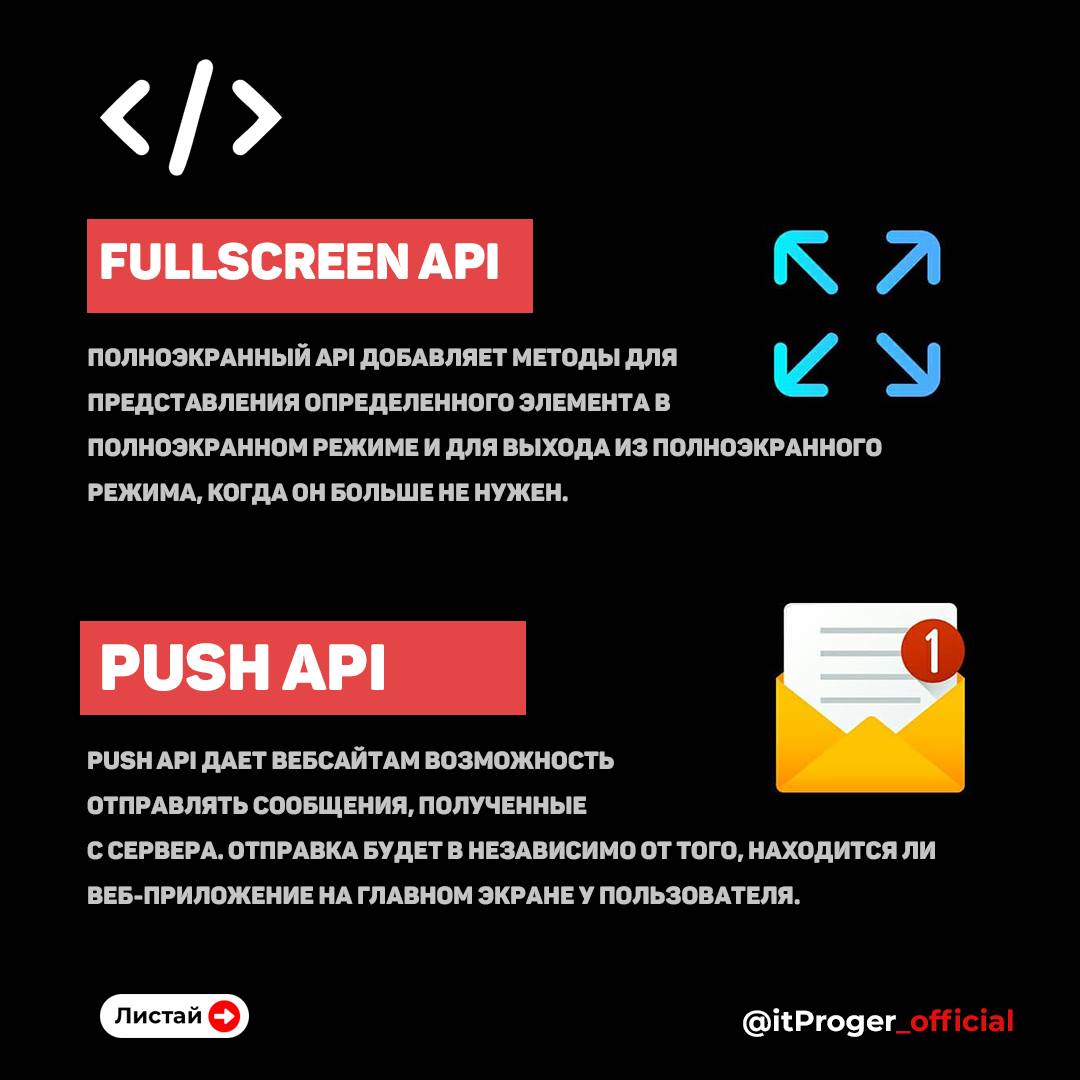 </>
FULLSCREEN API
ПОЛНОЭКРАННЫЙ API ДОБАВЛЯЕТ МЕТОДЫ ДЛЯ
ПРЕДСТАВЛЕНИЯ ОПРЕДЕЛЕННОГО ЭЛЕМЕНТА В
ПОЛНОЭКРАННОМ РЕЖИМЕ И ДЛЯ ВЫХОДА ИЗ ПОЛНОЭКРАННОГО
РЕЖИМА, КОГДА ОН БОЛЬШЕ НЕ НУЖЕН.
1
PUSH API
PUSH API ДАЕТ ВЕБСАЙТАМ ВОЗМОЖНОСТЬ
ОТПРАВЛЯТЬ СООБЩЕНИЯ, ПОЛУЧЕННЫЕ
С СЕРВЕРА. ОТПРАВКА БУДЕТ В НЕЗАВИСИМО ОТ ТОГО, НАХОДИТСЯ ЛИ
ВЕБ-ПРИЛОЖЕНИЕ НА ГЛАВНОМ ЭКРАНЕ У ПОЛЬЗОВАТЕЛЯ.
Листай
@itProger_official